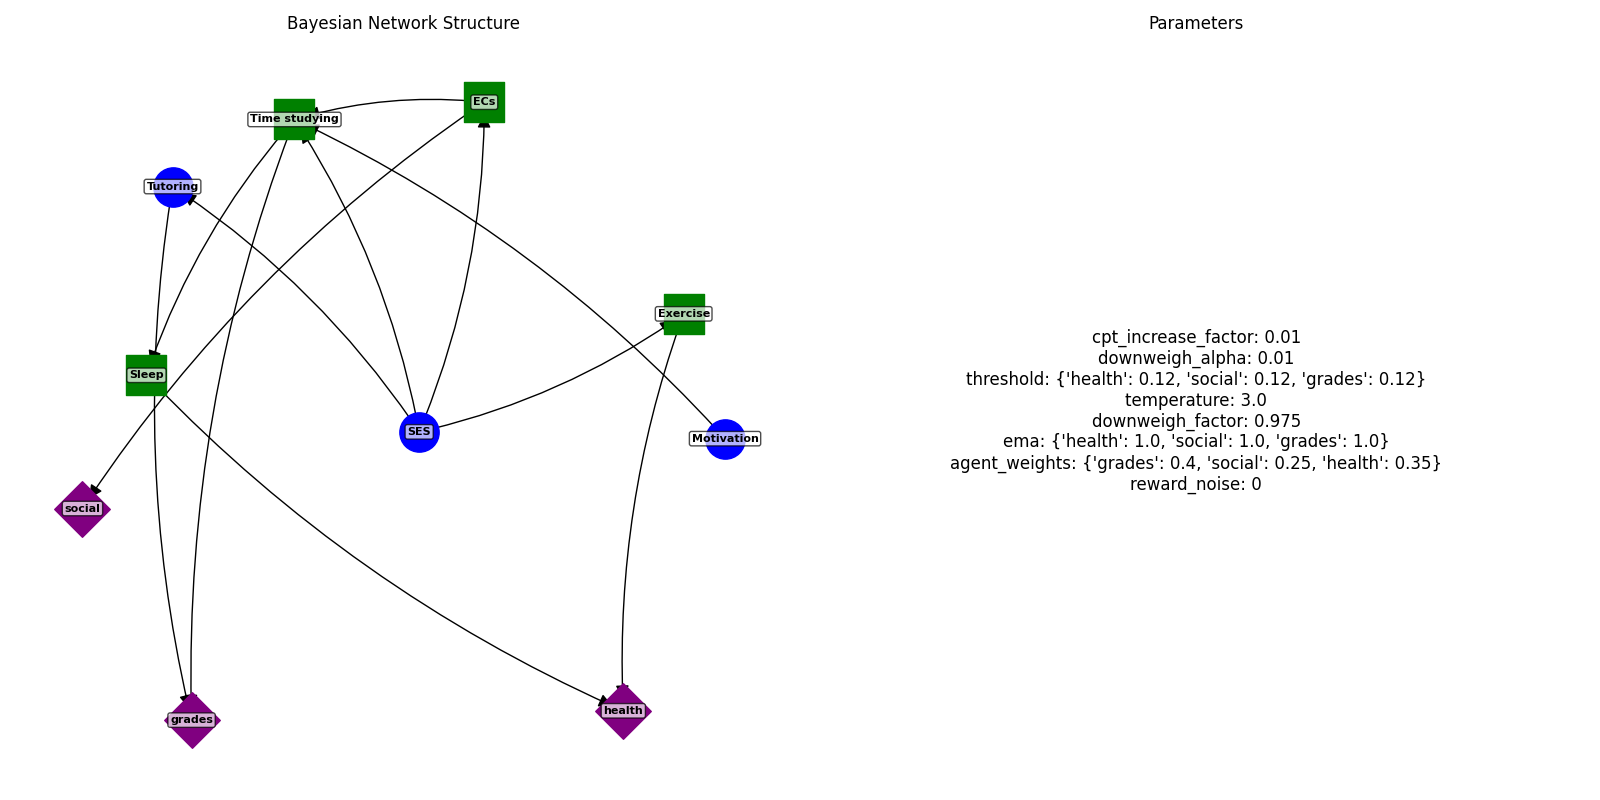 Bayesian Network Structure
Parameters
ECs
Time studying
Tutoring
Exercise
Sleep
SES
Motivation
social
health
grades
cpt_increase_factor: 0.01
downweigh_alpha: 0.01
threshold: {'health': 0.12, 'social': 0.12, 'grades': 0.12}
temperature: 3.0
downweigh_factor: 0.975
ema: {'health': 1.0, 'social': 1.0, 'grades': 1.0}
agent_weights: {'grades': 0.4, 'social': 0.25, 'health': 0.35}
reward_noise: 0